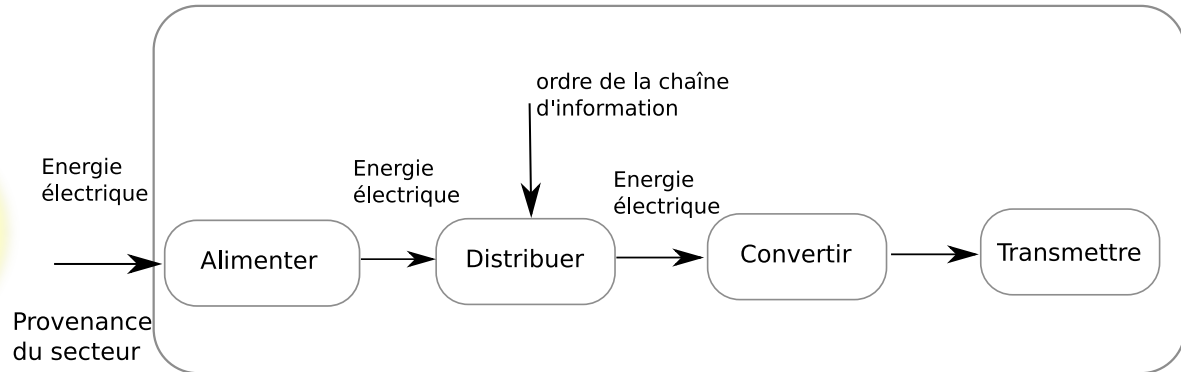 ordre de la chaîne
d'information
Energie
électrique
Energie
électrique
Energie
électrique
Alimenter
Distribuer
Convertir
Transmettre
Provenance
du secteur